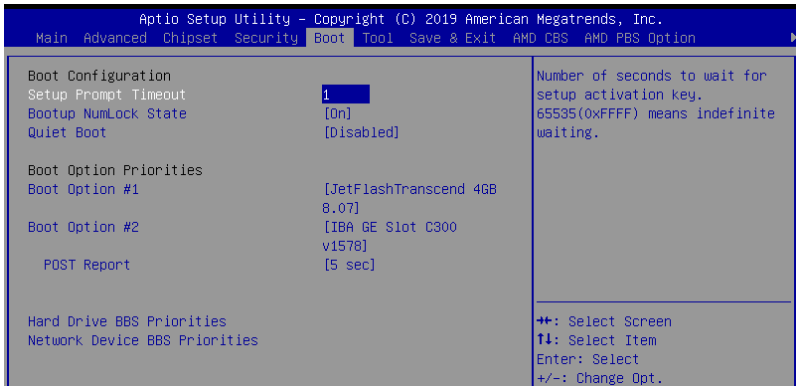 Aptio Setup Utility – Copyright (C) 2019 American Megatrends, Inc.
Main Advanced Chipset Security Boot Tool Save & Exit AMD CBS AMD PBS Option
Boot Configuration
Setup Prompt Timeout 1
Bootup NumLock State [On]
Quiet Boot [Disabled]
Boot Option Priorities
Boot Option #1 [JetFlashTranscend 4GB
8.07]
Boot Option #2 [IBA GE Slot C300
v1578]
POST Report [5 sec]
Hard Drive BBS Priorities
Network Device BBS Priorities
Number of seconds to wait for
setup activation key.
65535(0xFFFF) means indefinite
waiting.
→←: Select Screen
↑↓: Select Item
Enter: Select
+/-: Change Opt.